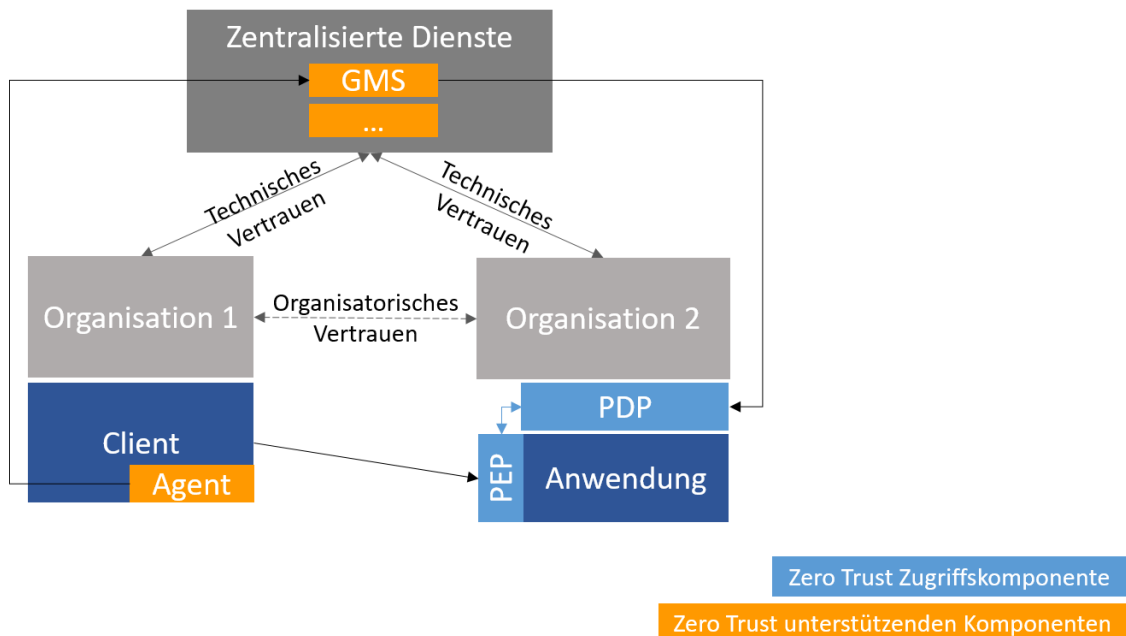 Zentralisierte Dienste
GMS
...
Technisches
Vertrauen
Technisches
Vertrauen
Organisation 1
Organisatorisches
Vertrauen
Organisation 2
Client
Agent
PDP
PEP
Anwendung
Zero Trust Zugriffskomponente
Zero Trust unterstützenden Komponenten